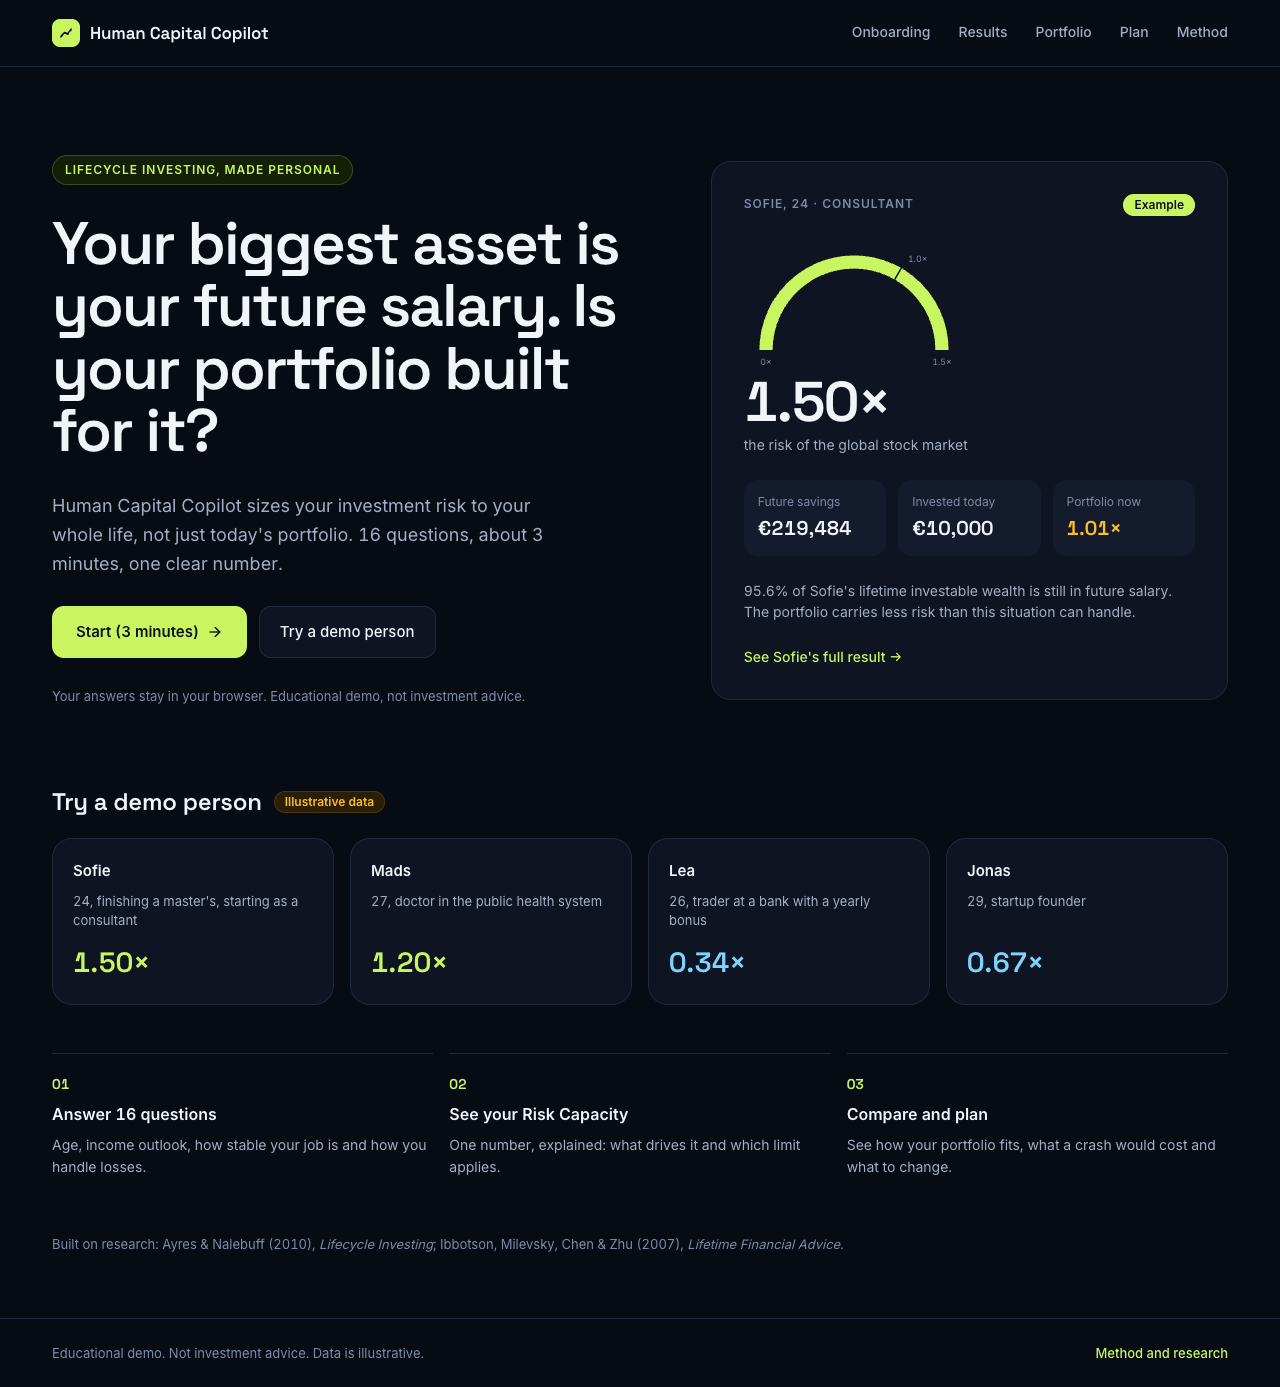 Human Capital Copilot
Onboarding Results Portfolio Plan Method
LIFECYCLE INVESTING, MADE PERSONAL
Your biggest asset is
your future salary. Is
your portfolio built
for it?
Human Capital Copilot sizes your investment risk to your
whole life, not just today's portfolio. 16 questions, about 3
minutes, one clear number.
Start (3 minutes) →
Try a demo person
Your answers stay in your browser. Educational demo, not investment advice.
SOFIE, 24 · CONSULTANT
Example
1.0×
0×
1.5×
1.50×
the risk of the global stock market
Future savings
€219,484
Invested today
€10,000
Portfolio now
1.01×
95.6% of Sofie's lifetime investable wealth is still in future salary.
The portfolio carries less risk than this situation can handle.
See Sofie's full result →
Try a demo person
Illustrative data
Sofie
24, finishing a master's, starting as a
consultant
1.50×
Mads
27, doctor in the public health system
1.20×
Lea
26, trader at a bank with a yearly
bonus
0.34×
Jonas
29, startup founder
0.67×
01
Answer 16 questions
Age, income outlook, how stable your job is and how you
handle losses.
02
See your Risk Capacity
One number, explained: what drives it and which limit
applies.
03
Compare and plan
See how your portfolio fits, what a crash would cost and
what to change.
Built on research: Ayres & Nalebuff (2010), Lifecycle Investing; Ibbotson, Milevsky, Chen & Zhu (2007), Lifetime Financial Advice.
Educational demo. Not investment advice. Data is illustrative.
Method and research